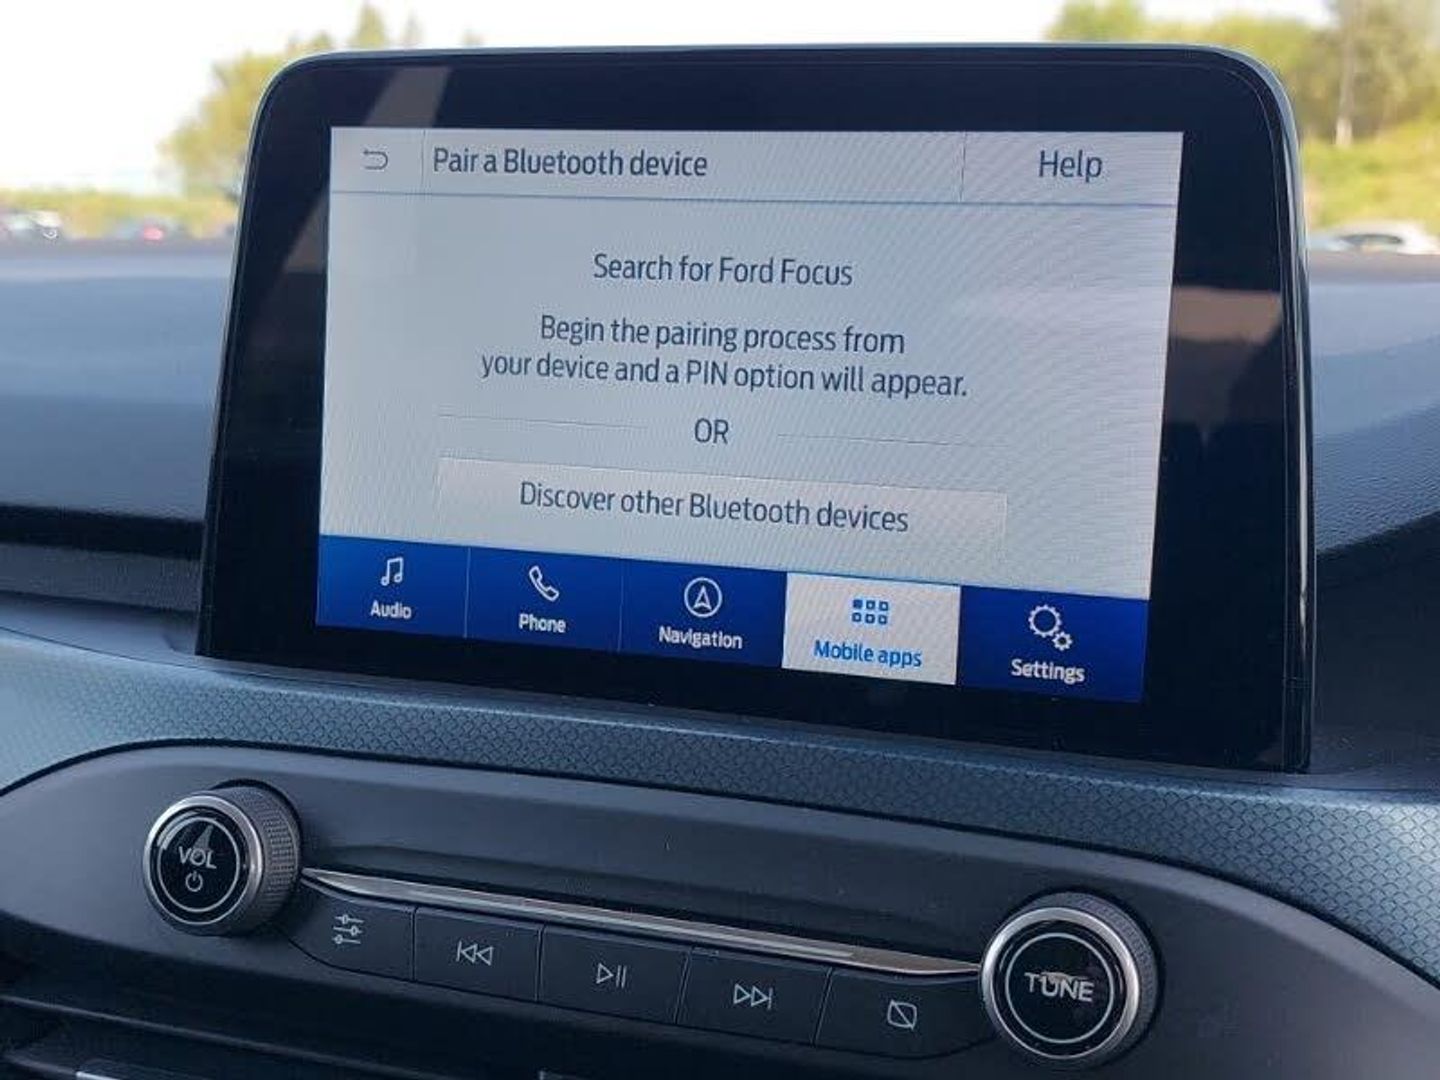 Pair a Bluetooth device
Help
Search for Ford Focus
Begin the pairing process from
your device and a PIN option will appear.
OR
Discover other Bluetooth devices
Audio
Phone
Navigation
Mobile apps
Settings
VOL
TUNE